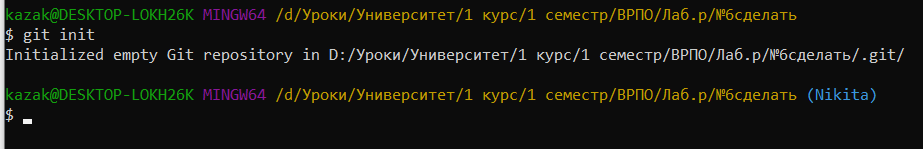 kazak@DESKTOP-LOKH26K MINGW64 /d/Уроки/Университет/1 курс/1 семестр/ВРПО/Лаб.р/№6сделать
$ git init
Initialized empty Git repository in D:/Уроки/Университет/1 курс/1 семестр/ВРПО/Лаб.р/№6сделать/.git/
kazak@DESKTOP-LOKH26K MINGW64 /d/Уроки/Университет/1 курс/1 семестр/ВРПО/Лаб.р/№6сделать (Nikita)
$